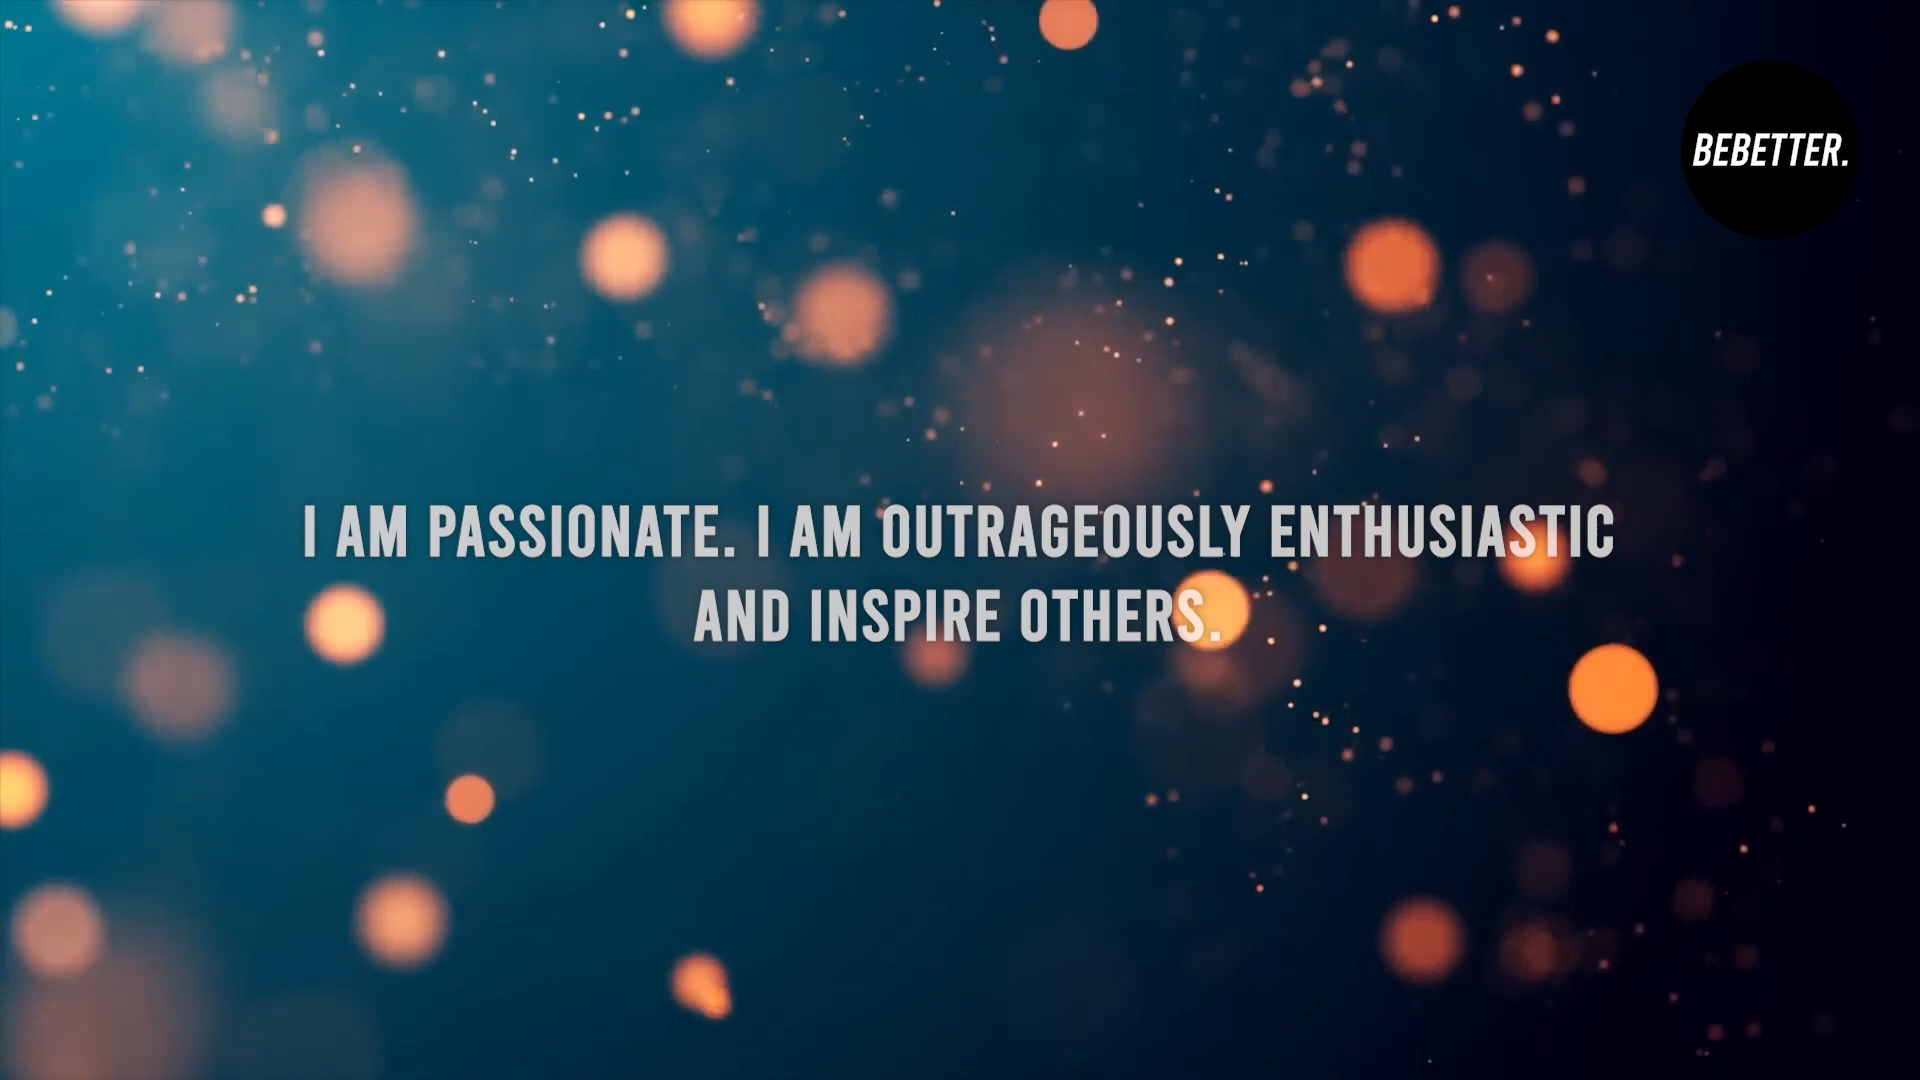 BEBETTER.
I AM PASSIONATE. I AM OUTRAGEOUSLY ENTHUSIASTIC
AND INSPIRE OTHERS.